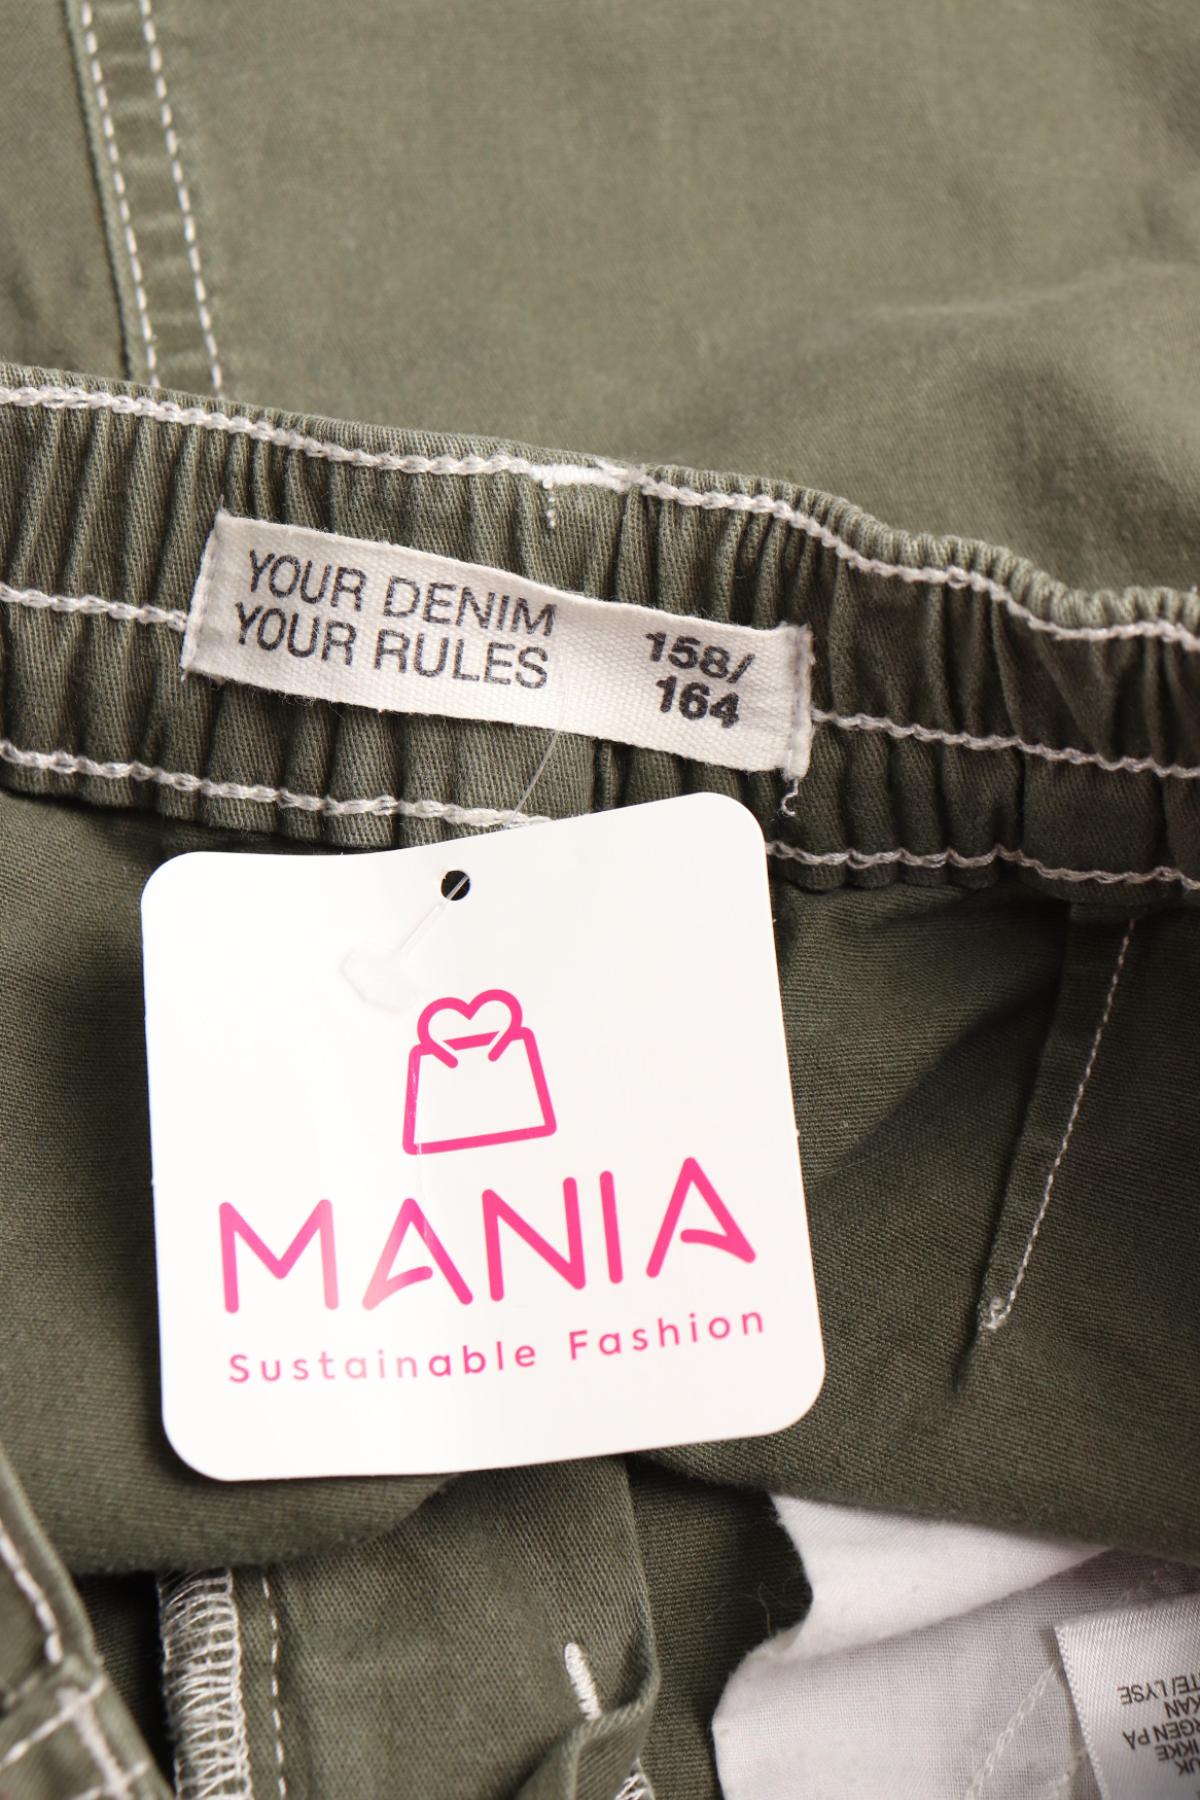 YOUR DENIM
YOUR RULES
158/
164
MANIA
Sustainable Fashion